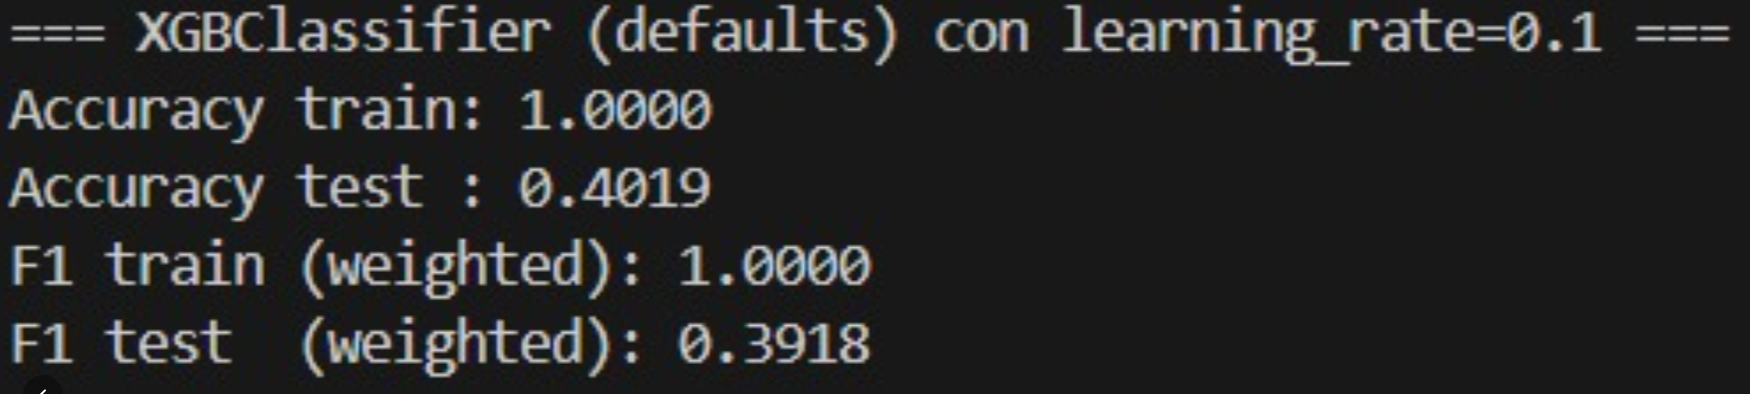 === XGBClassifier (defaults) con learning_rate=0.1 ===
Accuracy train: 1.0000
Accuracy test : 0.4019
F1 train (weighted): 1.0000
F1 test  (weighted): 0.3918